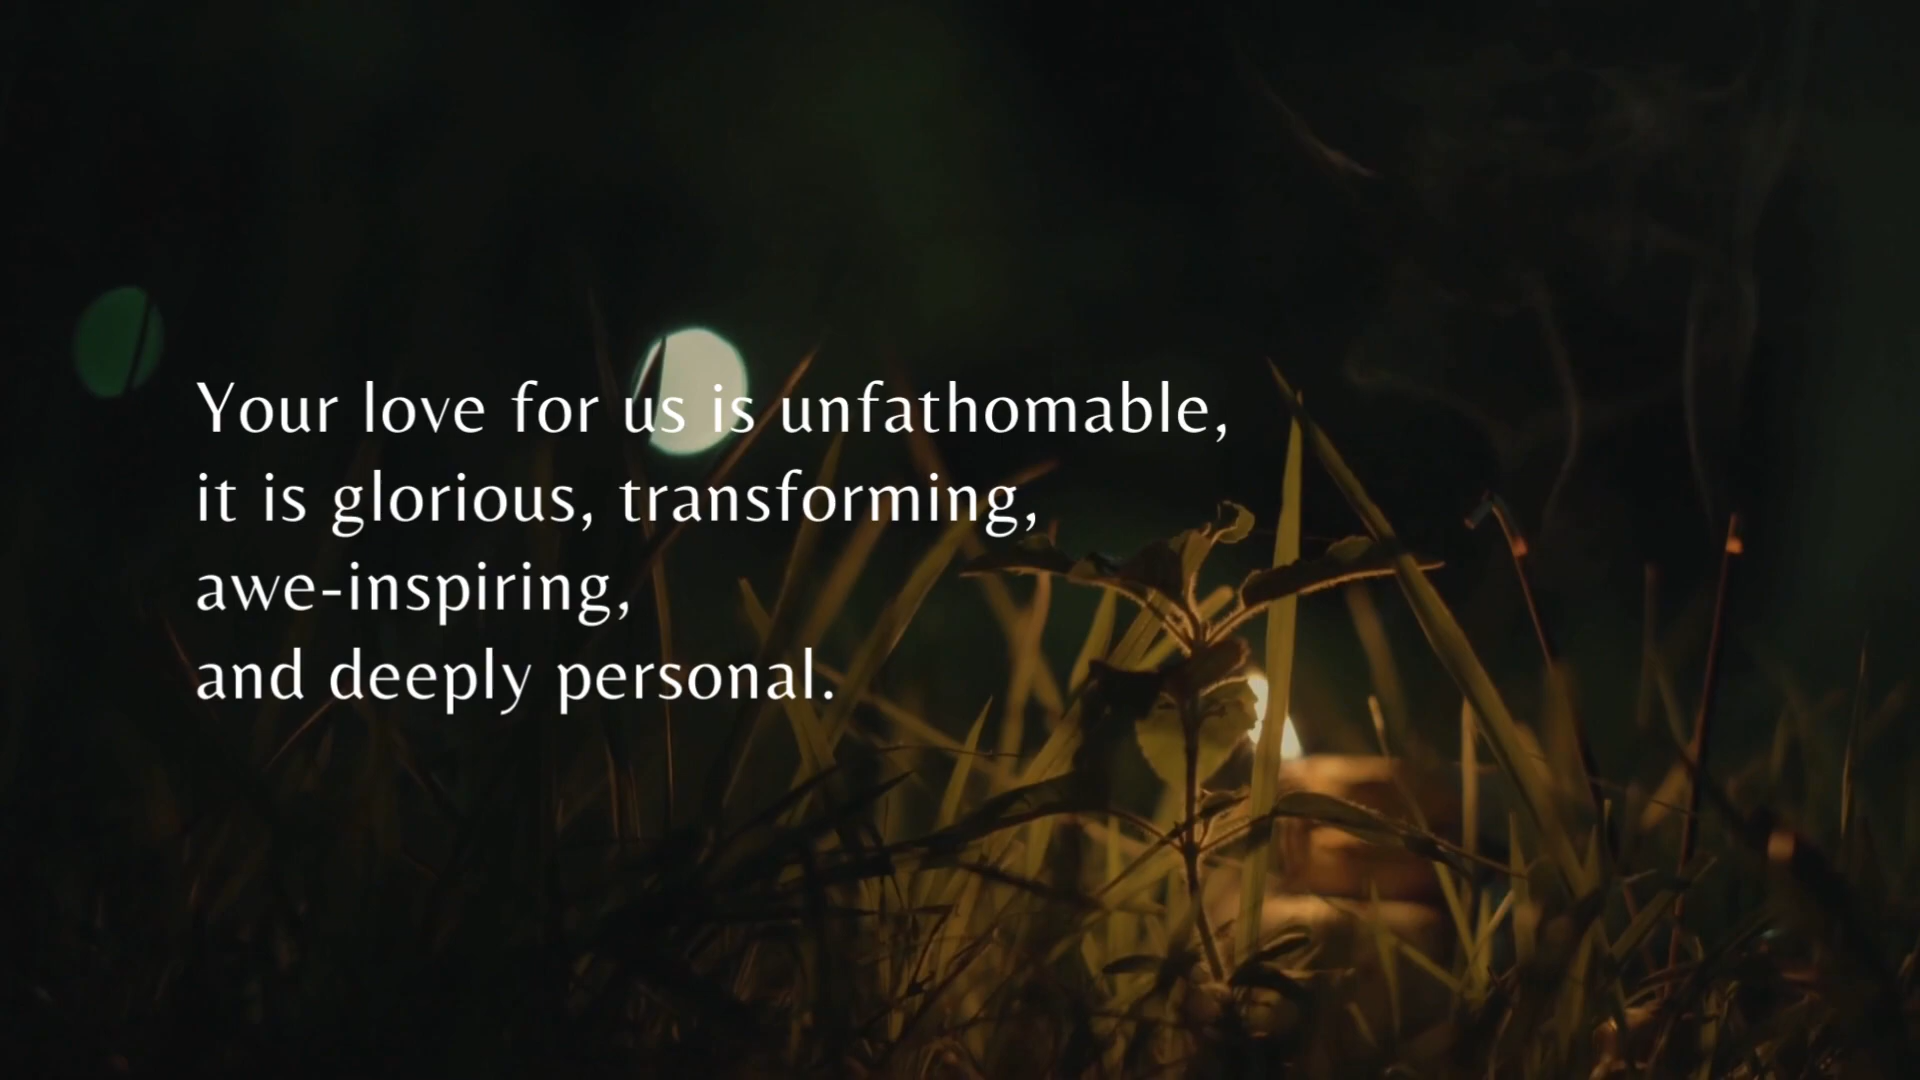 Your love for us is unfathomable,
it is glorious, transforming,
awe-inspiring,
and deeply personal.